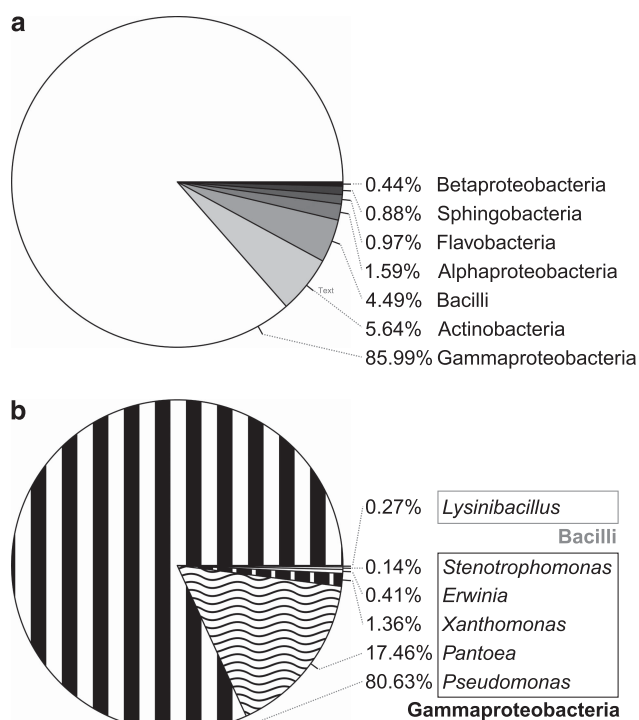 a
0.44% Betaproteobacteria
0.88% Sphingobacteria
0.97% Flavobacteria
1.59% Alphaproteobacteria
Text
4.49% Bacilli
5.64% Actinobacteria
85.99% Gammaproteobacteria
b
0.27% Lysinibacillus
Bacilli
0.14% Stenotrophomonas
0.41% Erwinia
1.36% Xanthomonas
17.46% Pantoea
80.63% Pseudomonas
Gammaproteobacteria